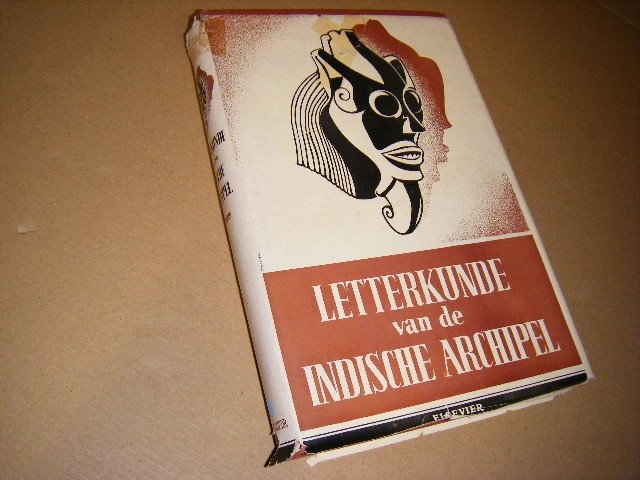 LETTERKUNDE
van de
INDISCHE ARCHIPEL
ELSEVIER